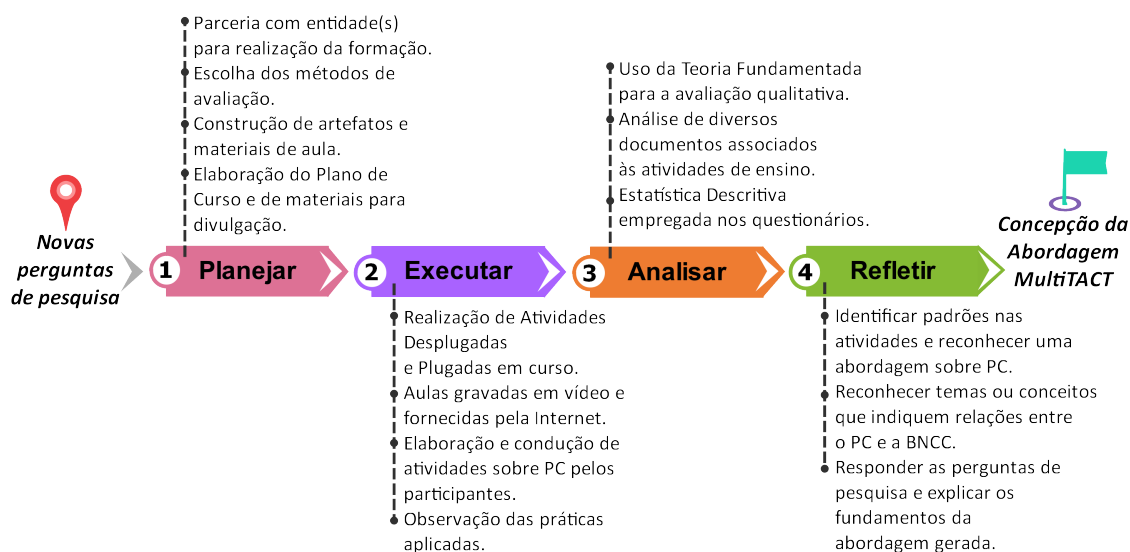 Parceria com entidade(s)
para realização da formação.
Escolha dos métodos de
avaliação.
Construção de artefatos e
materiais de aula.
Elaboração do Plano de
Curso e de materiais para
divulgação.
Uso da Teoria Fundamentada
para a avaliação qualitativa.
Análise de diversos
documentos associados
às atividades de ensino.
Estatística Descritiva
empregada nos questionários.
Novas
perguntas
de pesquisa
1 Planejar
2 Executar
3 Analisar
4 Refletir
Concepção da
Abordagem
MultiTACT
Realização de Atividades
Desplugadas
e Plugadas em curso.
Aulas gravadas em vídeo e
fornecidas pela Internet.
Elaboração e condução de
atividades sobre PC pelos
participantes.
Observação das práticas
aplicadas.
Identificar padrões nas
atividades e reconhecer uma
abordagem sobre PC.
Reconhecer temas ou conceitos
que indiquem relações entre
o PC e a BNCC.
Responder as perguntas de
pesquisa e explicar os
fundamentos da
abordagem gerada.